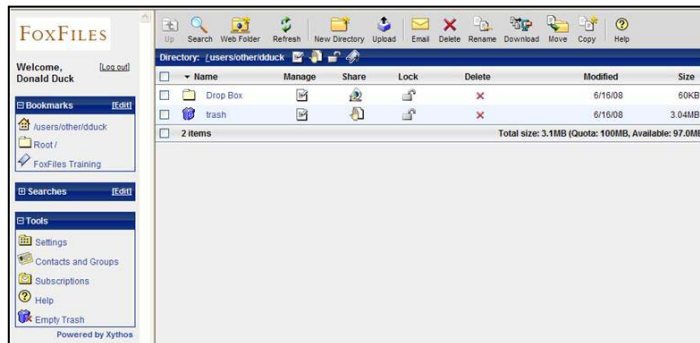 FOXFILES
Welcome, [Log out]
Donald Duck
Bookmarks [Edit]
/users/other/dduck
Root /
FoxFiles Training
Searches [Edit]
Tools
Settings
Contacts and Groups
Subscriptions
Help
Empty Trash
Powered by Xythos
Up Search Web Folder Refresh New Directory Upload Email Delete Rename Download Move Copy Help
Directory: /users/other/dduck
Name Manage Share Lock Delete Modified Size
Drop Box 6/16/08 60KB
trash 6/16/08 3.04MB
2 items Total size: 3.1MB (Quota: 100MB, Available: 97.0MB